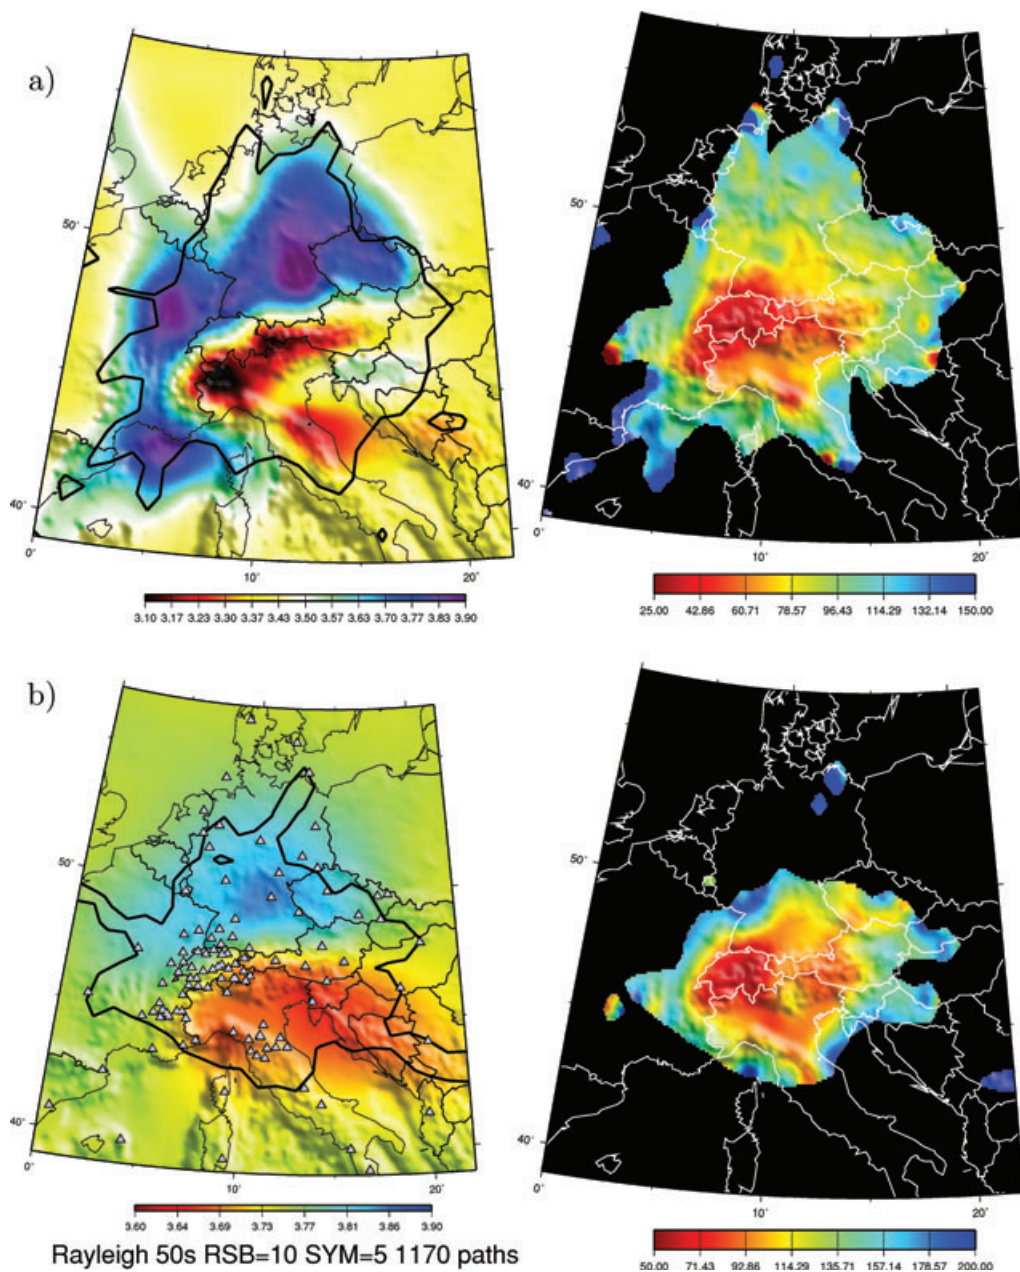 a)
50°
50°
40°
40°
0°
10°
20°
0°
10°
20°
3.10 3.17 3.23 3.30 3.37 3.43 3.50 3.57 3.63 3.70 3.77 3.83 3.90
25.00 42.86 60.71 78.57 96.43 114.29 132.14 150.00
b)
50°
50°
40°
40°
0°
10°
20°
0°
10°
20°
3.60 3.64 3.69 3.73 3.77 3.81 3.86 3.90
Rayleigh 50s RSB=10 SYM=5 1170 paths
50.00 71.43 92.86 114.29 135.71 157.14 178.57 200.00